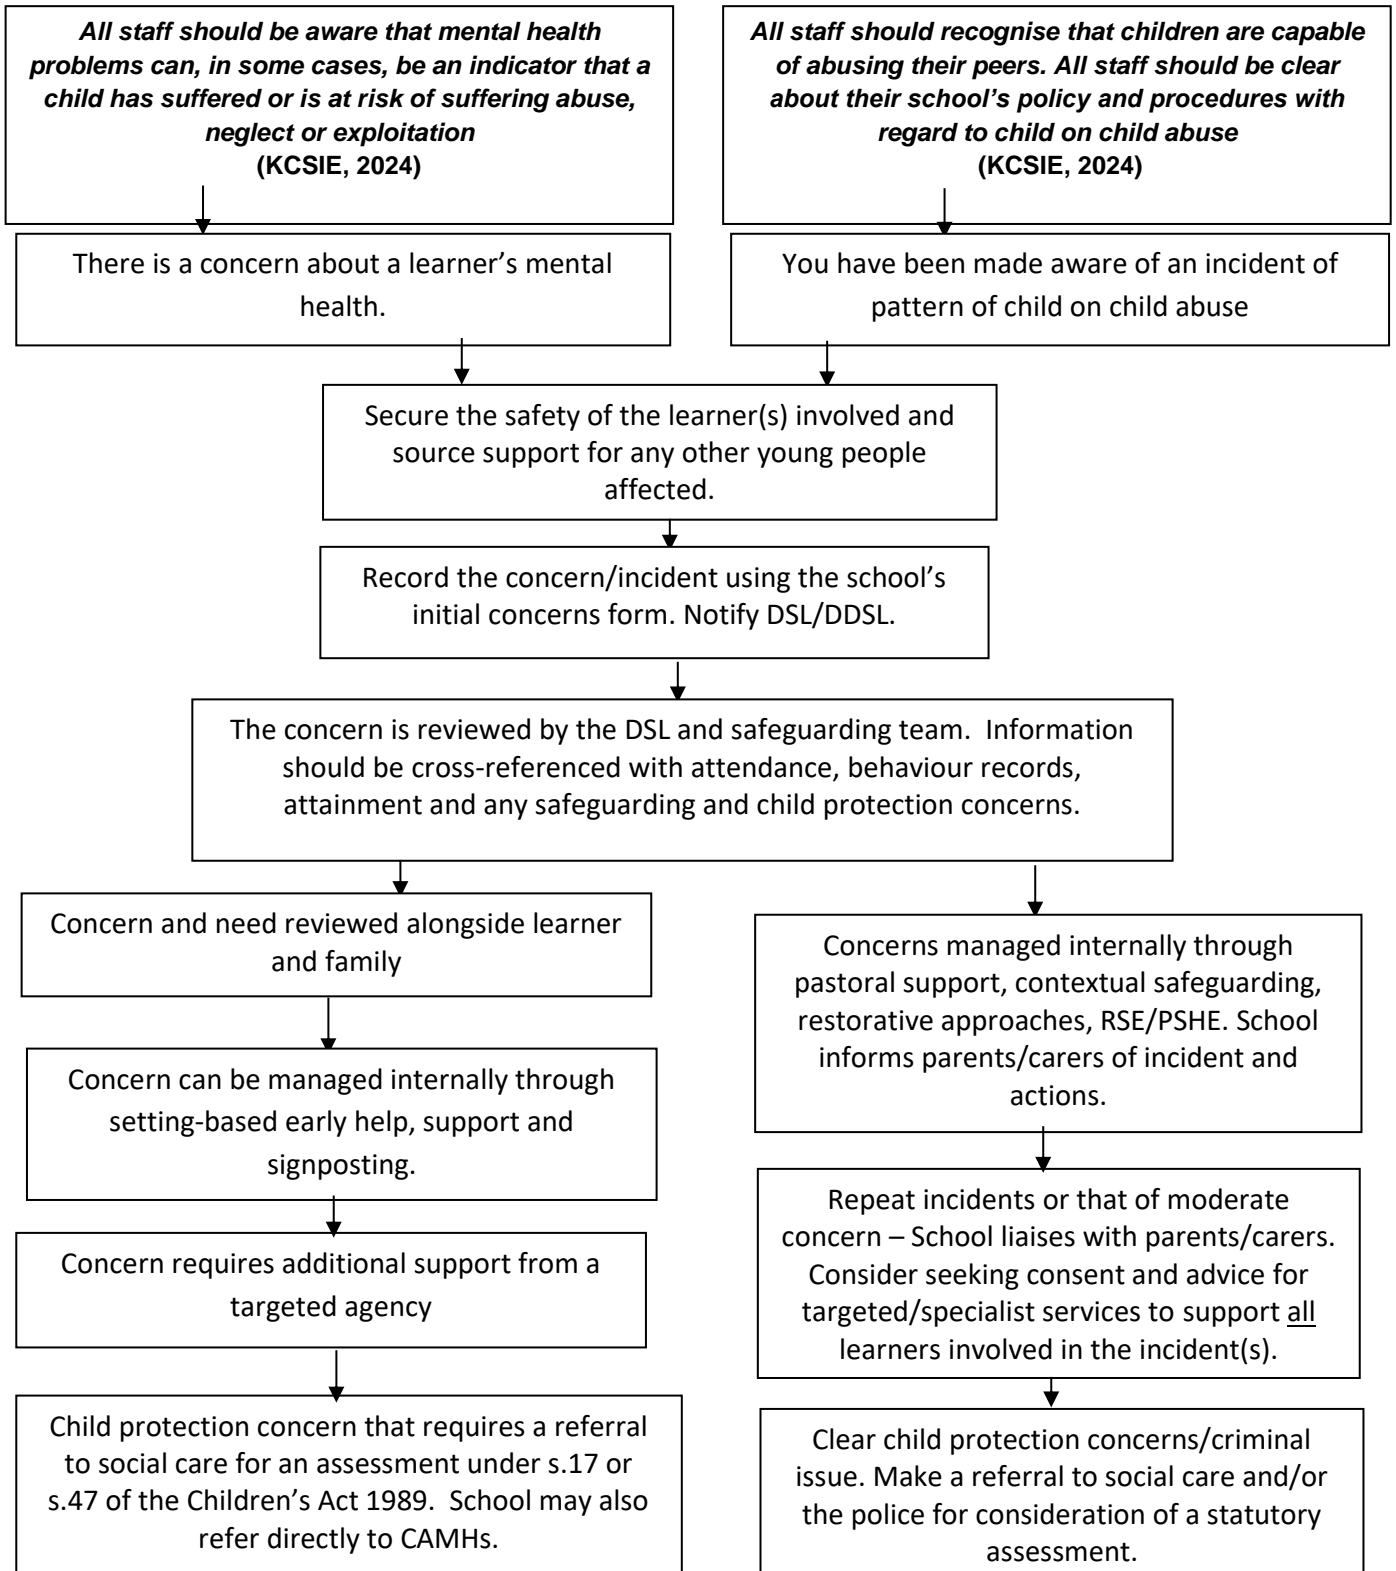 All staff should be aware that mental health
problems can, in some cases, be an indicator that a
child has suffered or is at risk of suffering abuse,
neglect or exploitation
(KCSIE, 2024)
All staff should recognise that children are capable
of abusing their peers. All staff should be clear
about their school’s policy and procedures with
regard to child on child abuse
(KCSIE, 2024)
There is a concern about a learner’s mental
health.
You have been made aware of an incident of
pattern of child on child abuse
Secure the safety of the learner(s) involved and
source support for any other young people
affected.
Record the concern/incident using the school’s
initial concerns form. Notify DSL/DDSL.
The concern is reviewed by the DSL and safeguarding team.  Information
should be cross-referenced with attendance, behaviour records,
attainment and any safeguarding and child protection concerns.
Concern and need reviewed alongside learner
and family
Concern can be managed internally through
setting-based early help, support and
signposting.
Concern requires additional support from a
targeted agency
Child protection concern that requires a referral
to social care for an assessment under s.17 or
s.47 of the Children’s Act 1989.  School may also
refer directly to CAMHs.
Concerns managed internally through
pastoral support, contextual safeguarding,
restorative approaches, RSE/PSHE. School
informs parents/carers of incident and
actions.
Repeat incidents or that of moderate
concern – School liaises with parents/carers.
Consider seeking consent and advice for
targeted/specialist services to support all
learners involved in the incident(s).
Clear child protection concerns/criminal
issue. Make a referral to social care and/or
the police for consideration of a statutory
assessment.